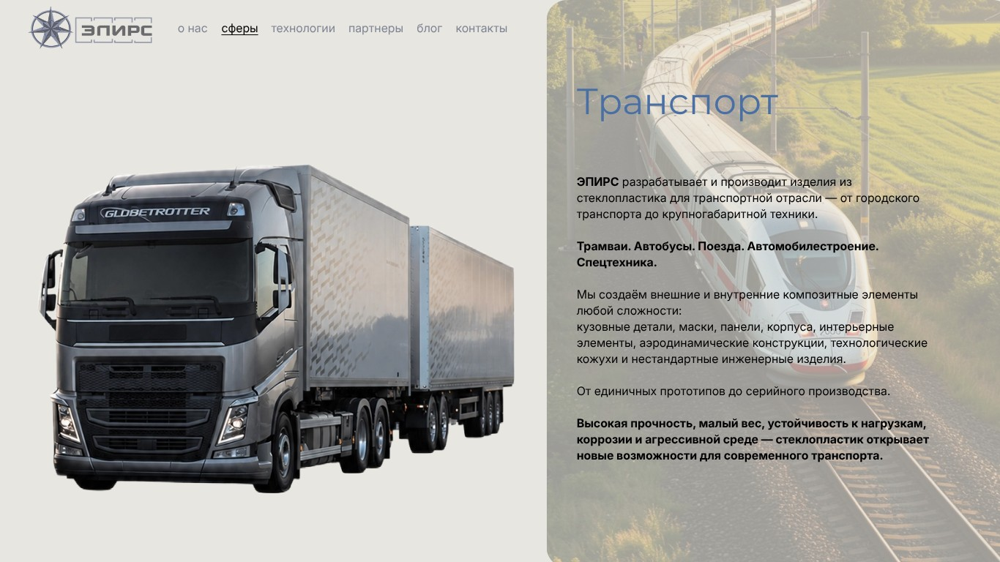 ЭПИРС
о нас сферы технологии партнеры блог контакты
Транспорт
GLOBETROTTER
ЭПИРС разрабатывает и производит изделия из
стеклопластика для транспортной отрасли — от городского
транспорта до крупногабаритной техники.
Трамваи. Автобусы. Поезда. Автомобилестроение.
Спецтехника.
Мы создаём внешние и внутренние композитные элементы
любой сложности:
кузовные детали, маски, панели, корпуса, интерьерные
элементы, аэродинамические конструкции, технологические
кожухи и нестандартные инженерные изделия.
От единичных прототипов до серийного производства.
Высокая прочность, малый вес, устойчивость к нагрузкам,
коррозии и агрессивной среде — стеклопластик открывает
новые возможности для современного транспорта.